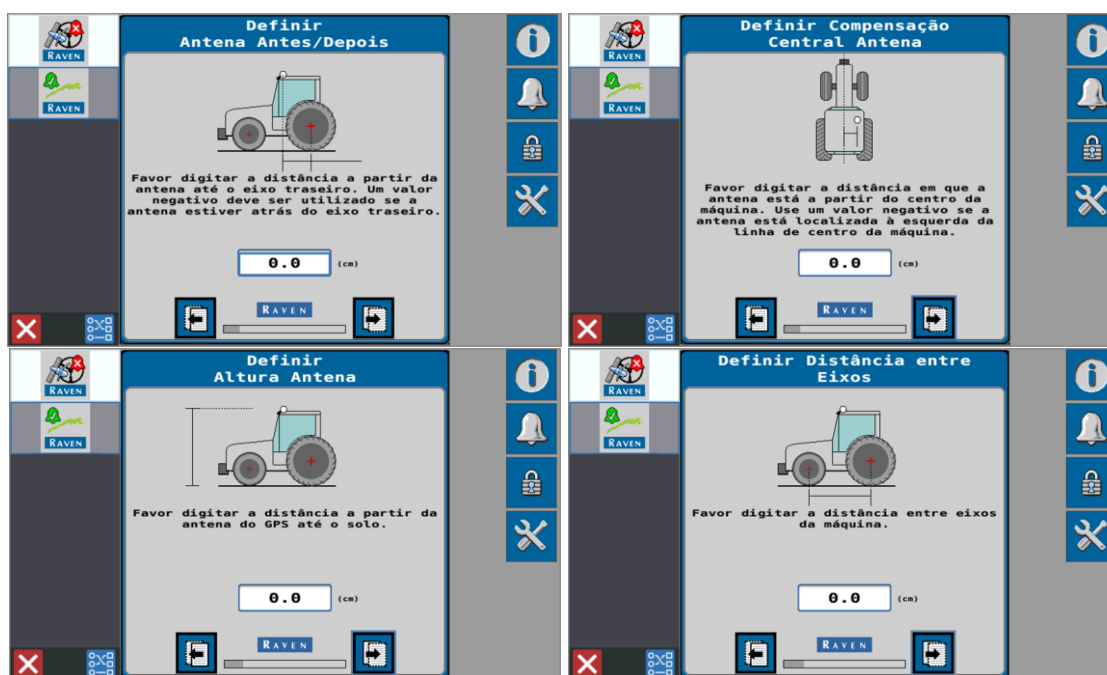 Definir
Antena Antes/Depois
RAVEN
RAVEN
Favor digitar a distância a partir da
antena até o eixo traseiro. Um valor
negativo deve ser utilizado se a
antena estiver atrás do eixo traseiro.
0.0 (cm)
RAVEN
Definir Compensação
Central Antena
RAVEN
RAVEN
Favor digitar a distância em que a
antena está a partir do centro da
máquina. Use um valor negativo se a
antena está localizada à esquerda da
linha de centro da máquina.
0.0 (cm)
RAVEN
Definir
Altura Antena
RAVEN
RAVEN
Favor digitar a distância a partir da
antena do GPS até o solo.
0.0 (cm)
RAVEN
Definir Distância entre
Eixos
RAVEN
RAVEN
Favor digitar a distância entre eixos
da máquina.
0.0 (cm)
RAVEN